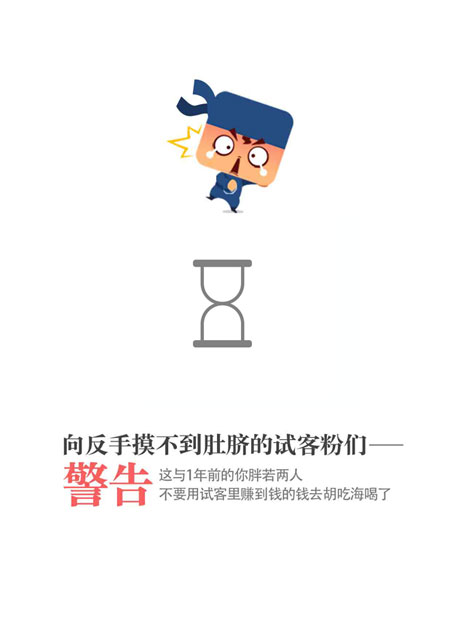 向反手摸不到肚脐的试客粉们——
警告
这与1年前的你胖若两人
不要用试客里赚到钱的钱去胡吃海喝了